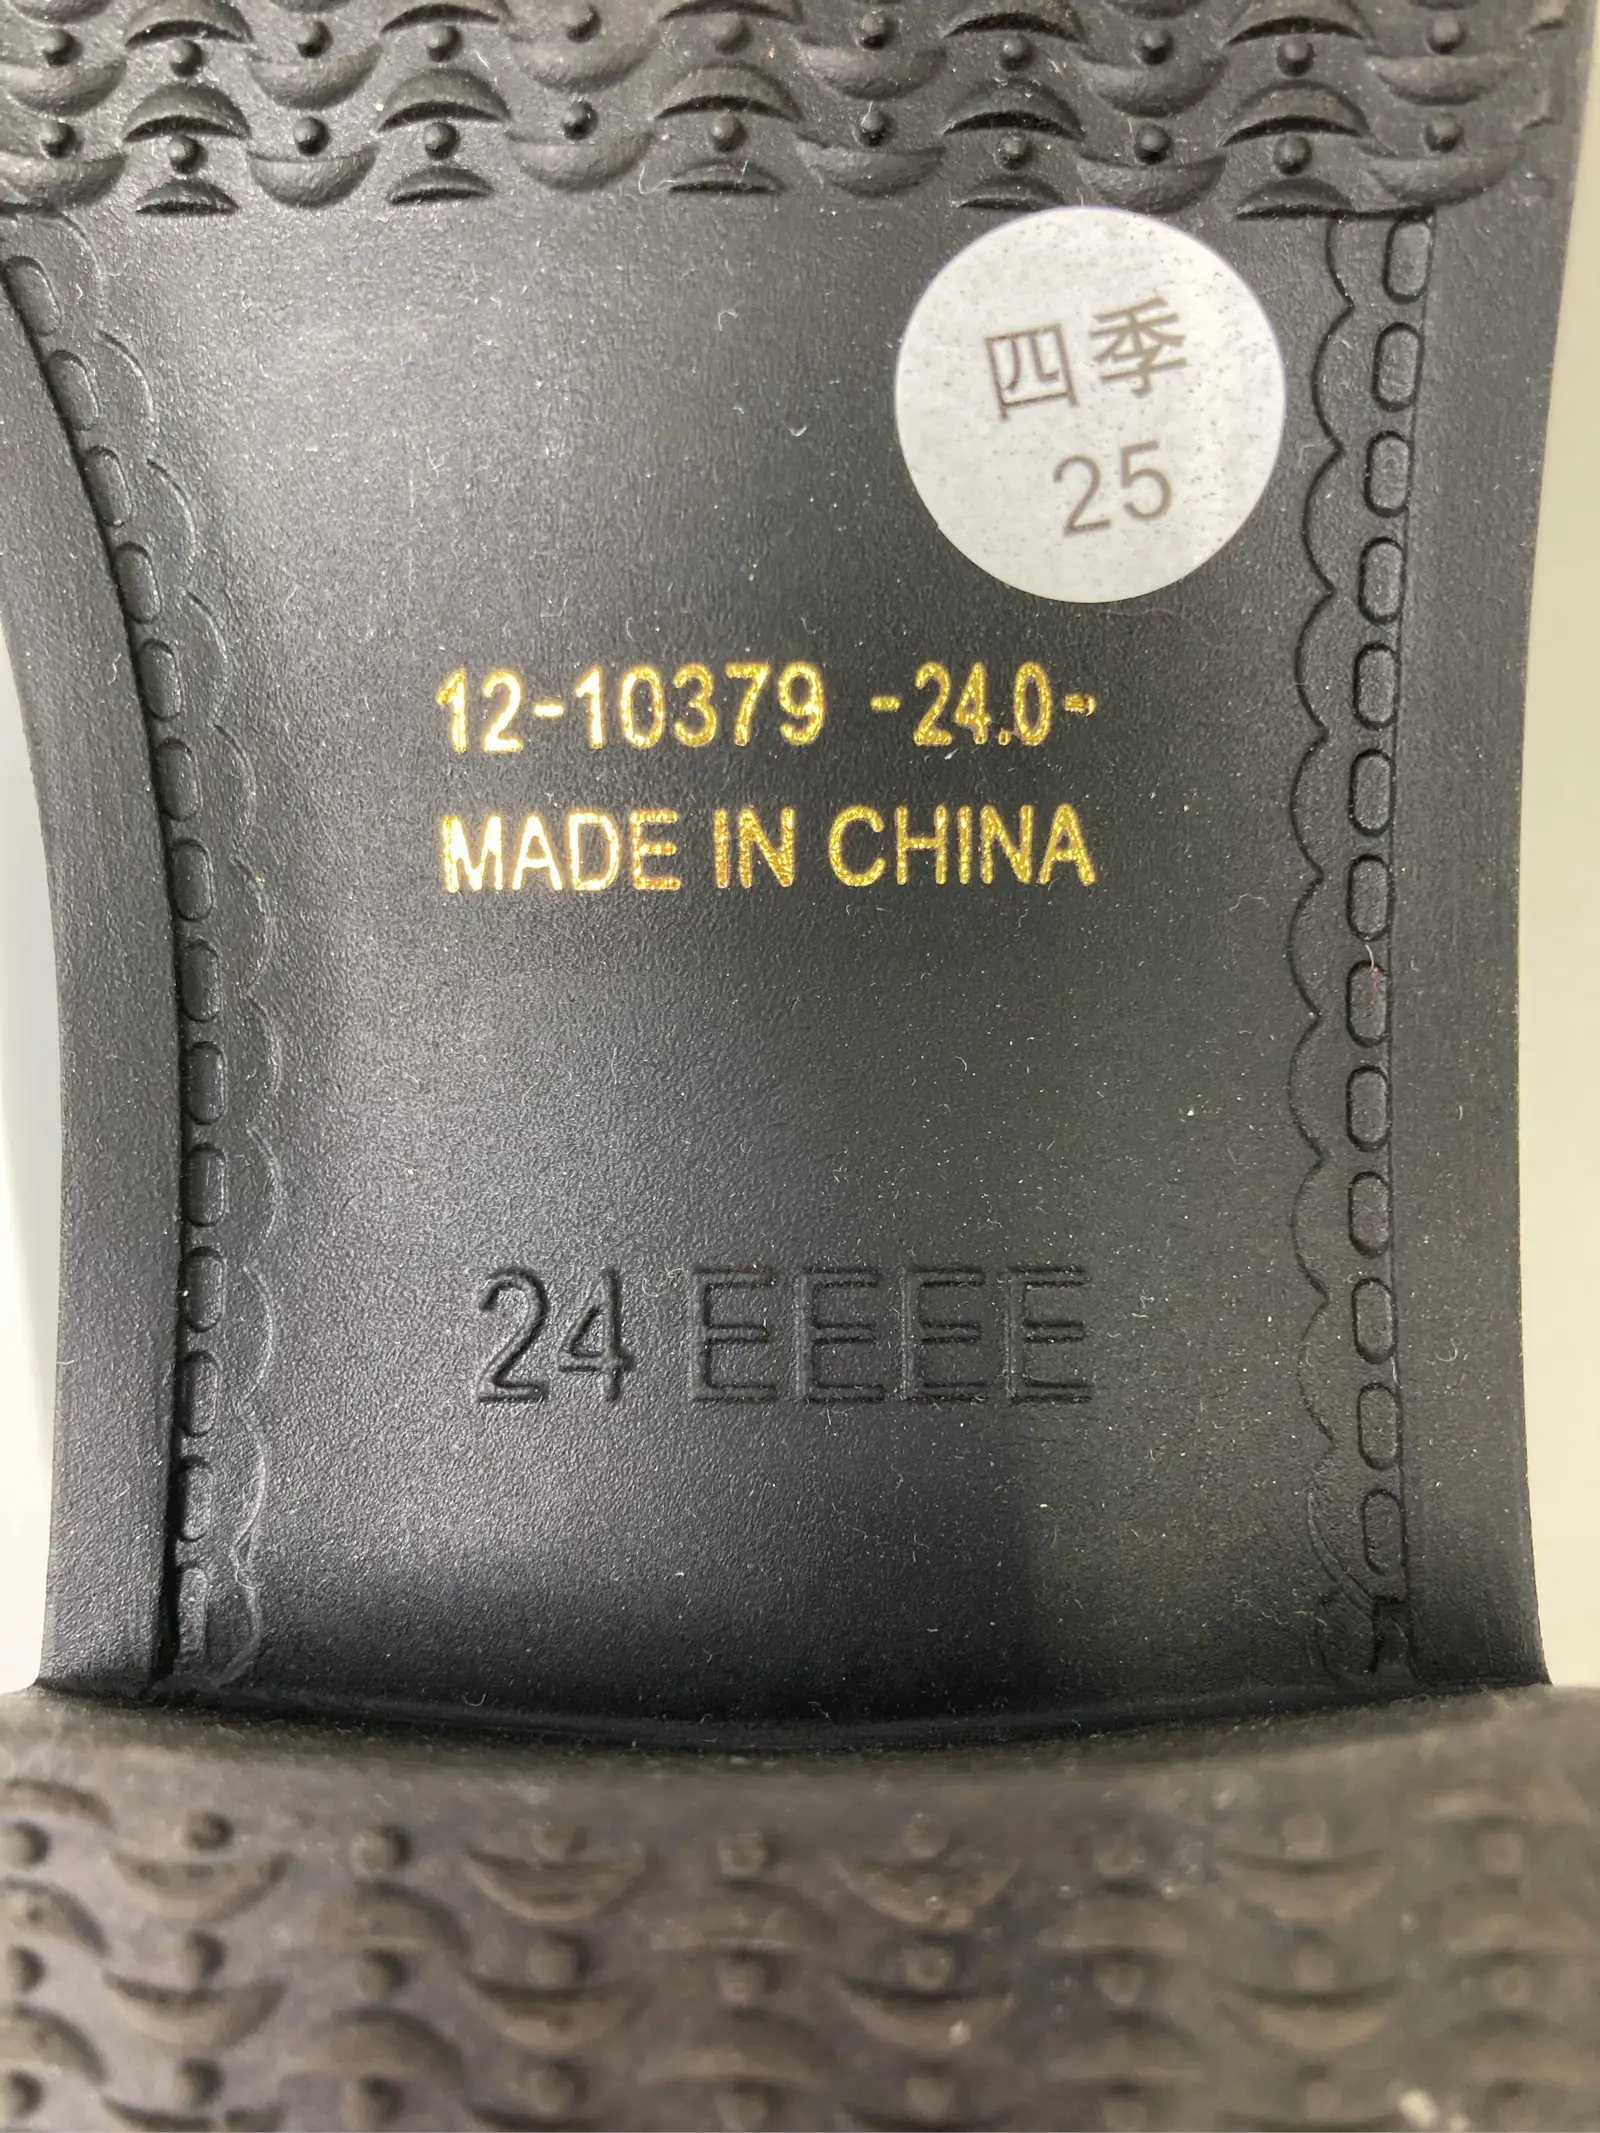 四季
25
12-10379 -24.0-
MADE IN CHINA
24 EEEE